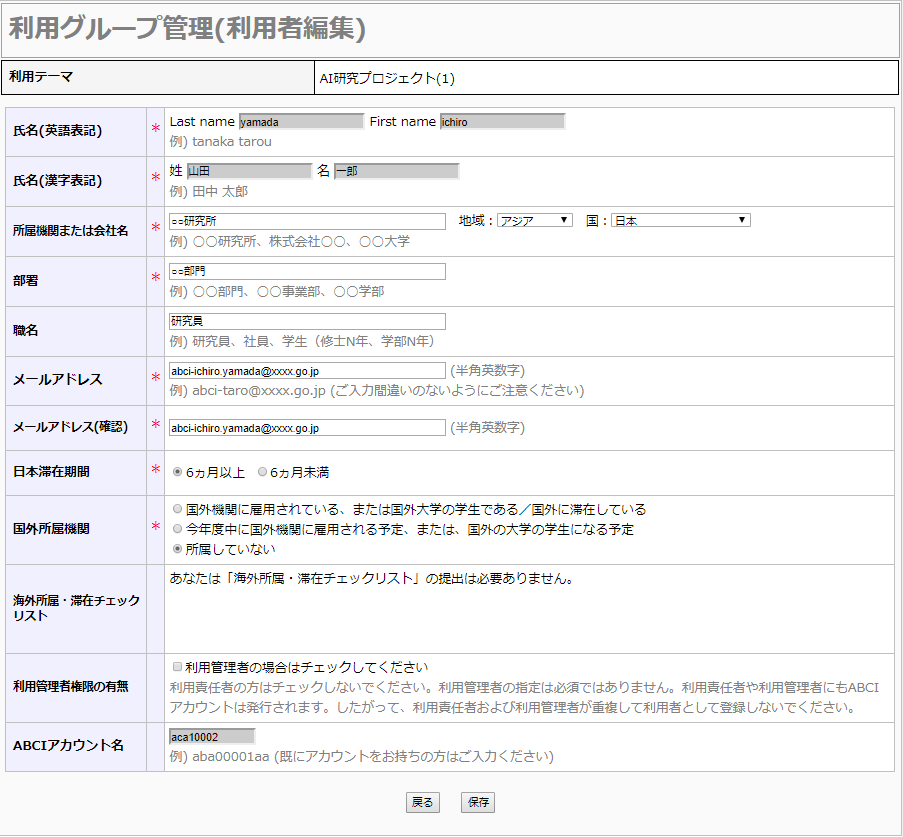 利用グループ管理(利用者編集)
利用テーマ AI研究プロジェクト(1)
氏名(英語表記) * Last name yamada First name ichiro
例) tanaka tarou
氏名(漢字表記) * 姓 山田 名 一郎
例) 田中 太郎
所属機関または会社名 * ○○研究所 地域：アジア ▼ 国：日本 ▼
例) 〇〇研究所、株式会社〇〇、〇〇大学
部署 * ○○部門
例) 〇〇部門、〇〇事業部、〇〇学部
職名 研究員
例) 研究員、社員、学生（修士N年、学部N年）
メールアドレス * abci-ichiro.yamada@xxxx.go.jp (半角英数字)
例) abci-taro@xxxx.go.jp (ご入力間違いのないようにご注意ください)
メールアドレス(確認) * abci-ichiro.yamada@xxxx.go.jp (半角英数字)
日本滞在期間 * 6ヵ月以上 6ヵ月未満
国外所属機関 * 国外機関に雇用されている、または国外大学の学生である／国外に滞在している
今年度中に国外機関に雇用される予定、または、国外の大学の学生になる予定
所属していない
海外所属・滞在チェック
リスト
あなたは「海外所属・滞在チェックリスト」の提出は必要ありません。
利用管理者権限の有無 利用管理者の場合はチェックしてください
利用責任者の方はチェックしないでください。利用管理者の指定は必須ではありません。利用責任者や利用管理者にもABCI
アカウントは発行されます。したがって、利用責任者および利用管理者が重複して利用者として登録しないでください。
ABCIアカウント名 aca10002
例) aba00001aa (既にアカウントをお持ちの方はご入力ください)
戻る 保存